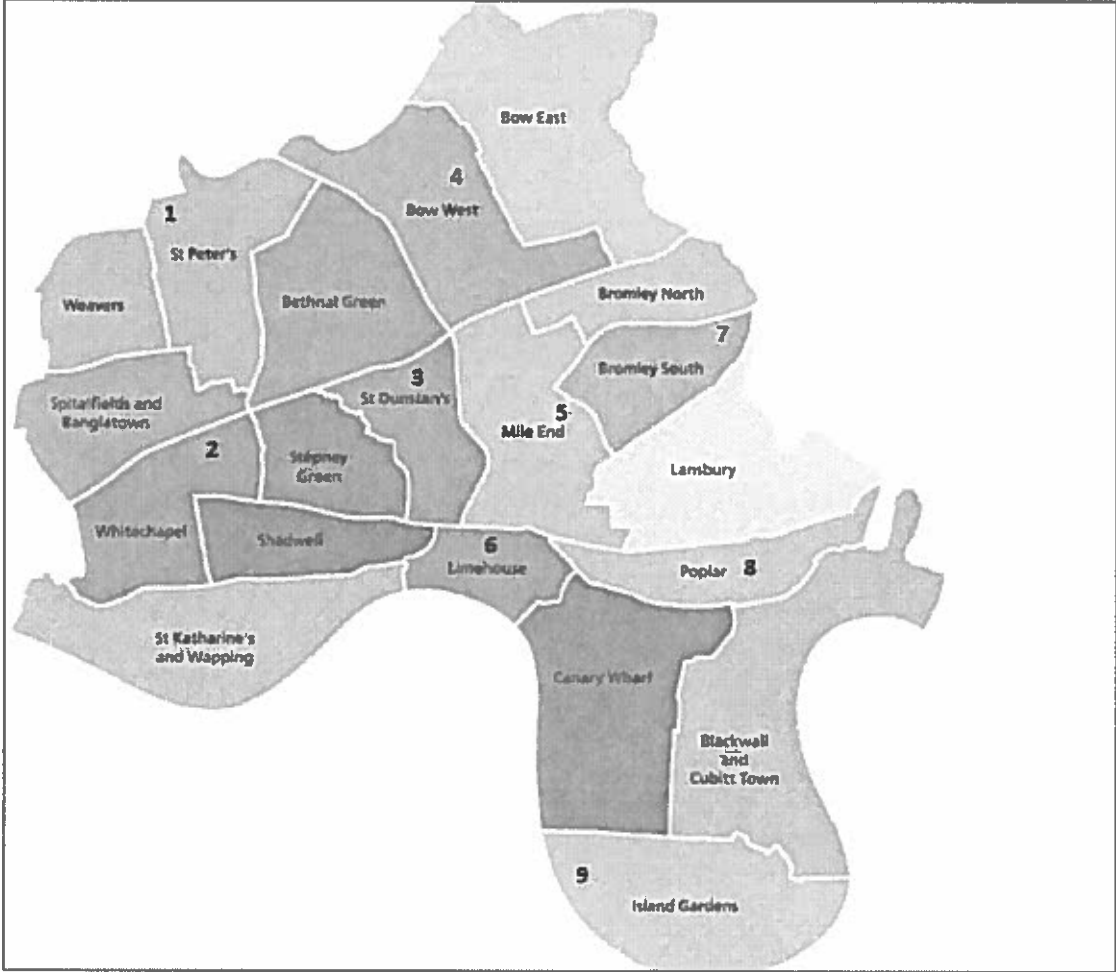 Bow East
4
Bow West
1
St Peter's
Weavers
Bethnal Green
Bromley North
7
Bromley South
3
St Dunstan's
Spitalfields and
Banglatown
5
Mile End
2
Stepney
Green
Lansbury
Whitechapel
Shadwell
6
Limehouse
Poplar 8
St Katharine's
and Wapping
Canary Wharf
Blackwall
and
Cubitt Town
9
Island Gardens